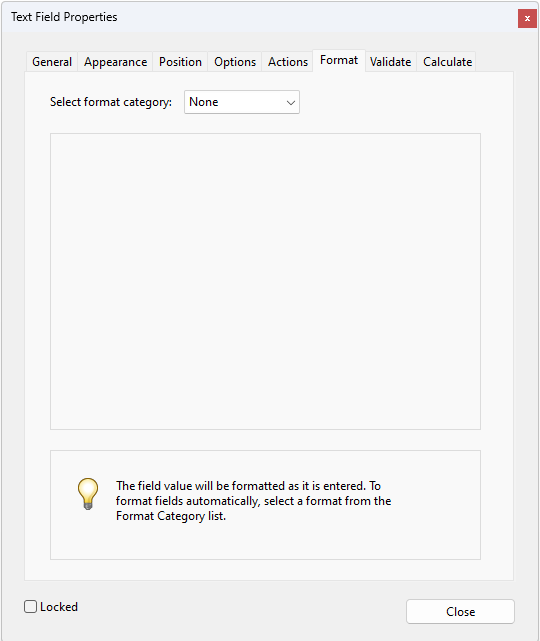 Text Field Properties
x
General Appearance Position Options Actions Format Validate Calculate
Select format category: None
The field value will be formatted as it is entered. To
format fields automatically, select a format from the
Format Category list.
Locked
Close